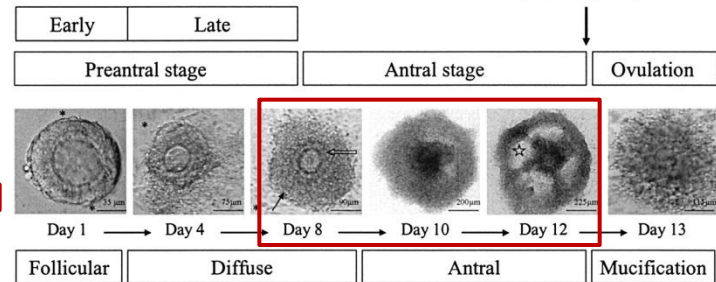 Early Late
Preantral stage Antral stage Ovulation
* * * ☆
35 μm 75μm 90μm 200μm 225μm 115μm
Day 1 Day 4 Day 8 Day 10 Day 12 Day 13
Follicular Diffuse Antral Mucification